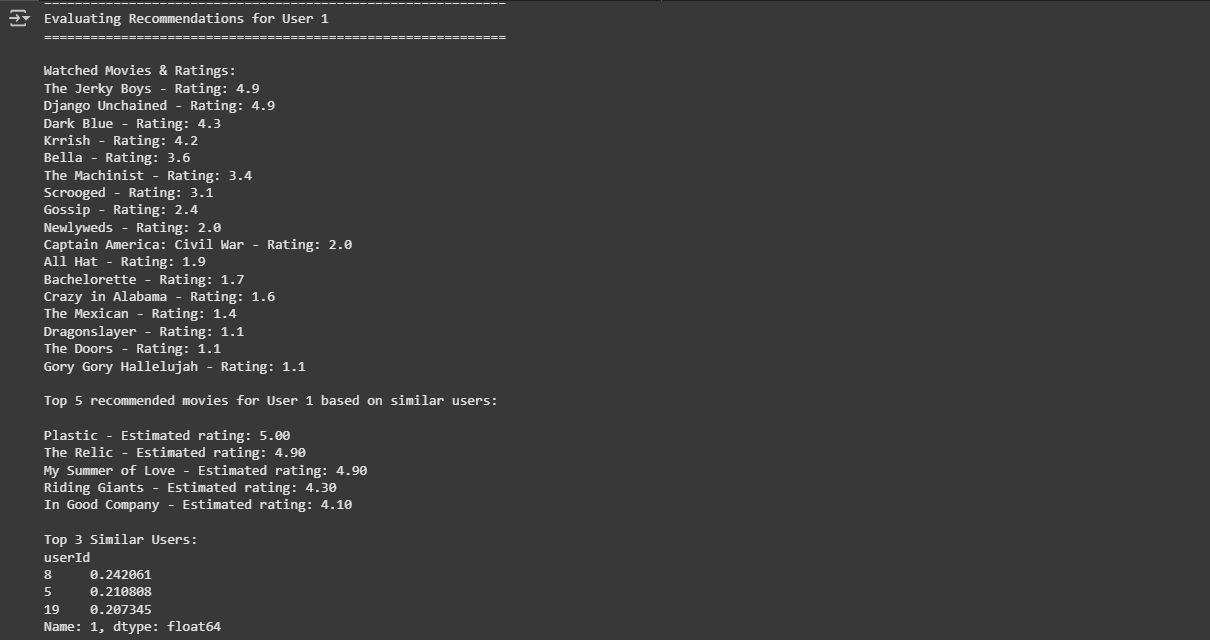 ============================================================
Evaluating Recommendations for User 1
============================================================
Watched Movies & Ratings:
The Jerky Boys - Rating: 4.9
Django Unchained - Rating: 4.9
Dark Blue - Rating: 4.3
Krrish - Rating: 4.2
Bella - Rating: 3.6
The Machinist - Rating: 3.4
Scrooged - Rating: 3.1
Gossip - Rating: 2.4
Newlyweds - Rating: 2.0
Captain America: Civil War - Rating: 2.0
All Hat - Rating: 1.9
Bachelorette - Rating: 1.7
Crazy in Alabama - Rating: 1.6
The Mexican - Rating: 1.4
Dragonslayer - Rating: 1.1
The Doors - Rating: 1.1
Gory Gory Hallelujah - Rating: 1.1
Top 5 recommended movies for User 1 based on similar users:
Plastic - Estimated rating: 5.00
The Relic - Estimated rating: 4.90
My Summer of Love - Estimated rating: 4.90
Riding Giants - Estimated rating: 4.30
In Good Company - Estimated rating: 4.10
Top 3 Similar Users:
userId
8     0.242061
5     0.210808
19    0.207345
Name: 1, dtype: float64